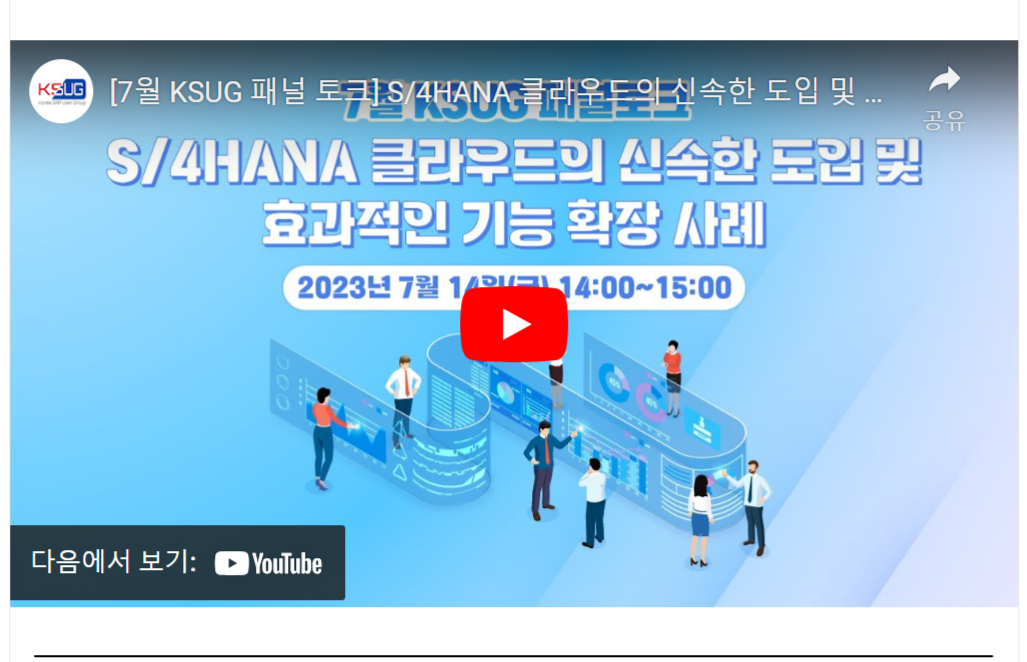 KSUG
[7월 KSUG 패널 토크] S/4HANA 클라우드의 신속한 도입 및 ...
공유
7월 KSUG 패널토크
S/4HANA 클라우드의 신속한 도입 및
효과적인 기능 확장 사례
2023년 7월 14일(금) 14:00~15:00
다음에서 보기: YouTube